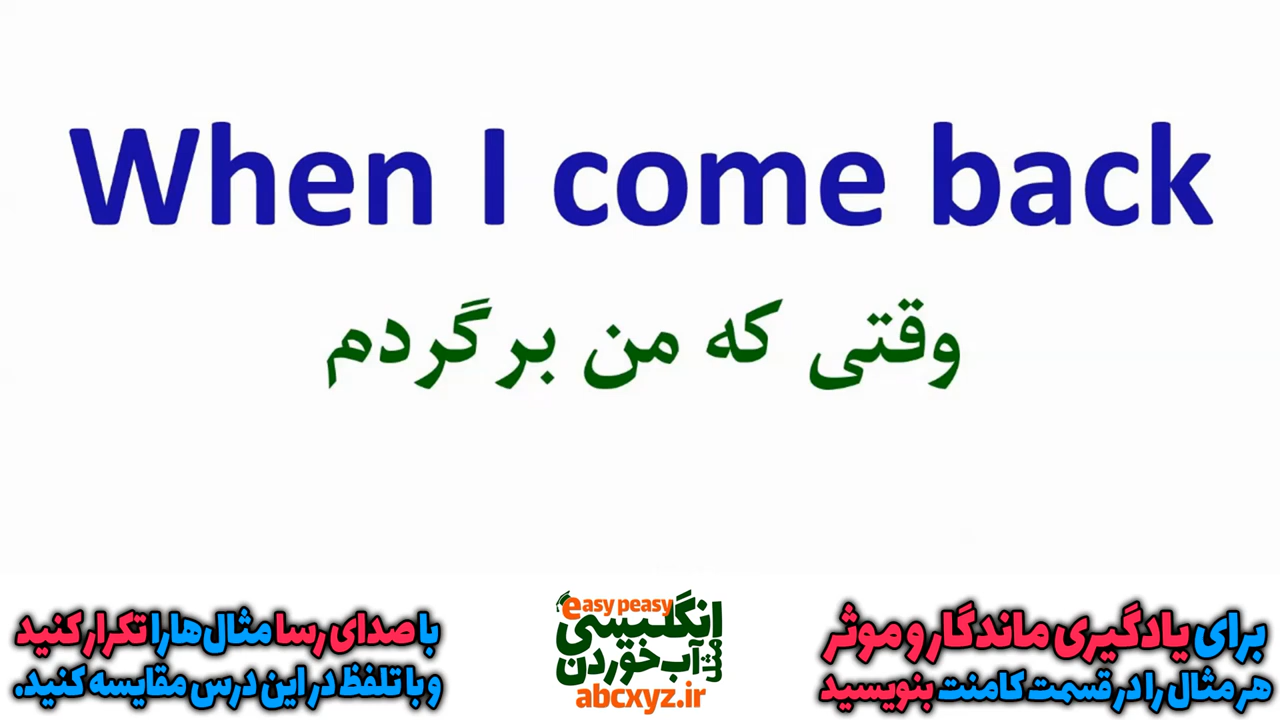 When I come back
وقتی که من برگردم
برای یادگیری ماندگار و موثر
هر مثال را در قسمت کامنت بنویسید
easy peasy
انگلیسی
مثل آب خوردن
abcxyz.ir
با صدای رسا مثال‌ها را تکرار کنید
و با تلفظ در این درس مقایسه کنید.